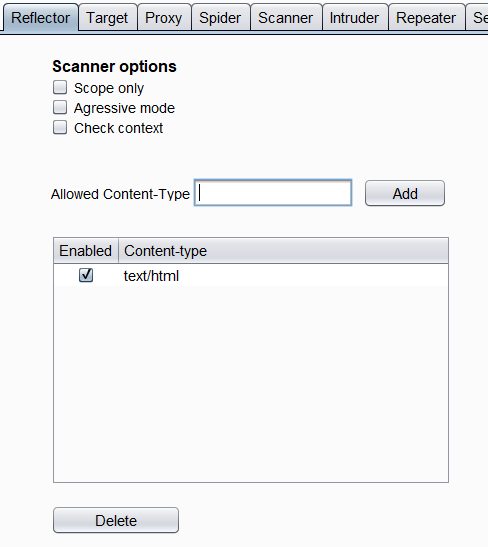 Reflector Target Proxy Spider Scanner Intruder Repeater Se
Scanner options
Scope only
Agressive mode
Check context
Allowed Content-Type Add
Enabled Content-type
text/html
Delete